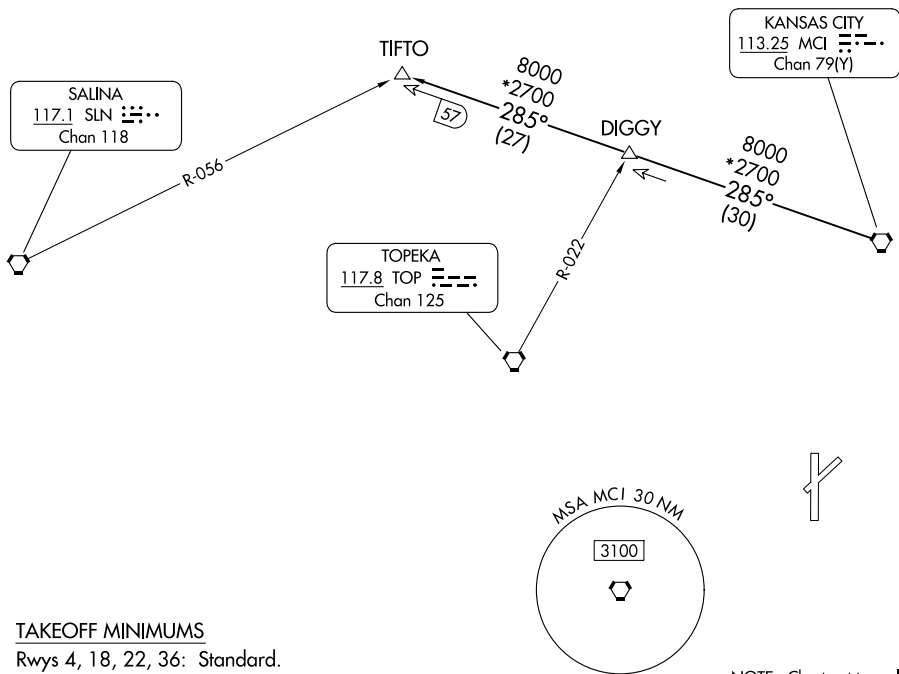 KANSAS CITY
113.25 MCI
Chan 79(Y)
TIFTO
8000
*2700
285°
(27)
57
SALINA
117.1 SLN
Chan 118
DIGGY
8000
*2700
285°
(30)
R-056
R-022
TOPEKA
117.8 TOP
Chan 125
MSA MCI 30 NM
3100
TAKEOFF MINIMUMS
Rwys 4, 18, 22, 36: Standard.